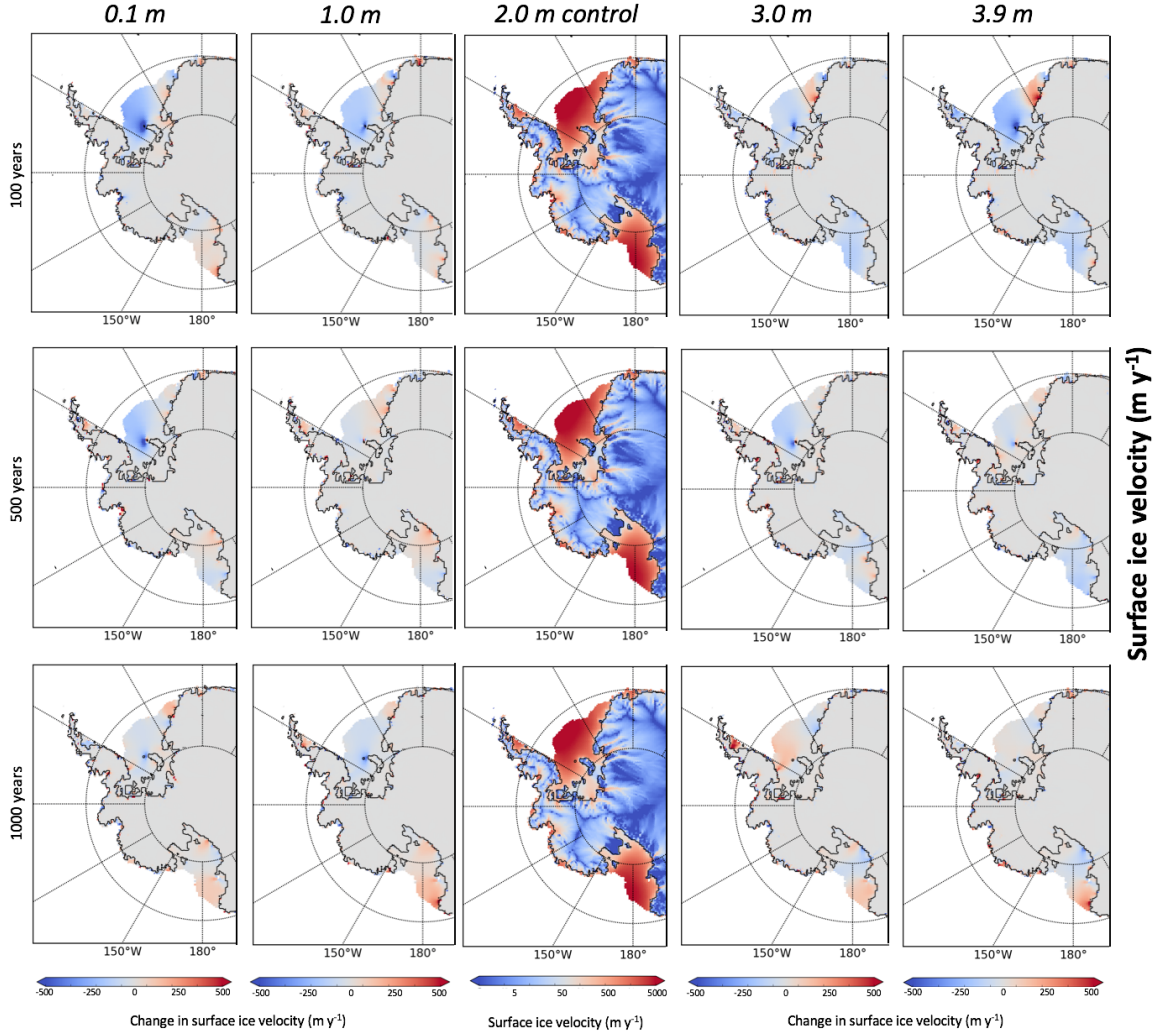 0.1 m 1.0 m 2.0 m control 3.0 m 3.9 m
100 years
150°W 180° 150°W 180° 150°W 180° 150°W 180° 150°W 180°
500 years
150°W 180° 150°W 180° 150°W 180° 150°W 180° 150°W 180°
Surface ice velocity (m y⁻¹)
1000 years
150°W 180° 150°W 180° 150°W 180° 150°W 180° 150°W 180°
-500 -250 0 250 500 -500 -250 0 250 500 5 50 500 5000 -500 -250 0 250 500 -500 -250 0 250 500
Change in surface ice velocity (m y⁻¹) Surface ice velocity (m y⁻¹) Change in surface ice velocity (m y⁻¹)